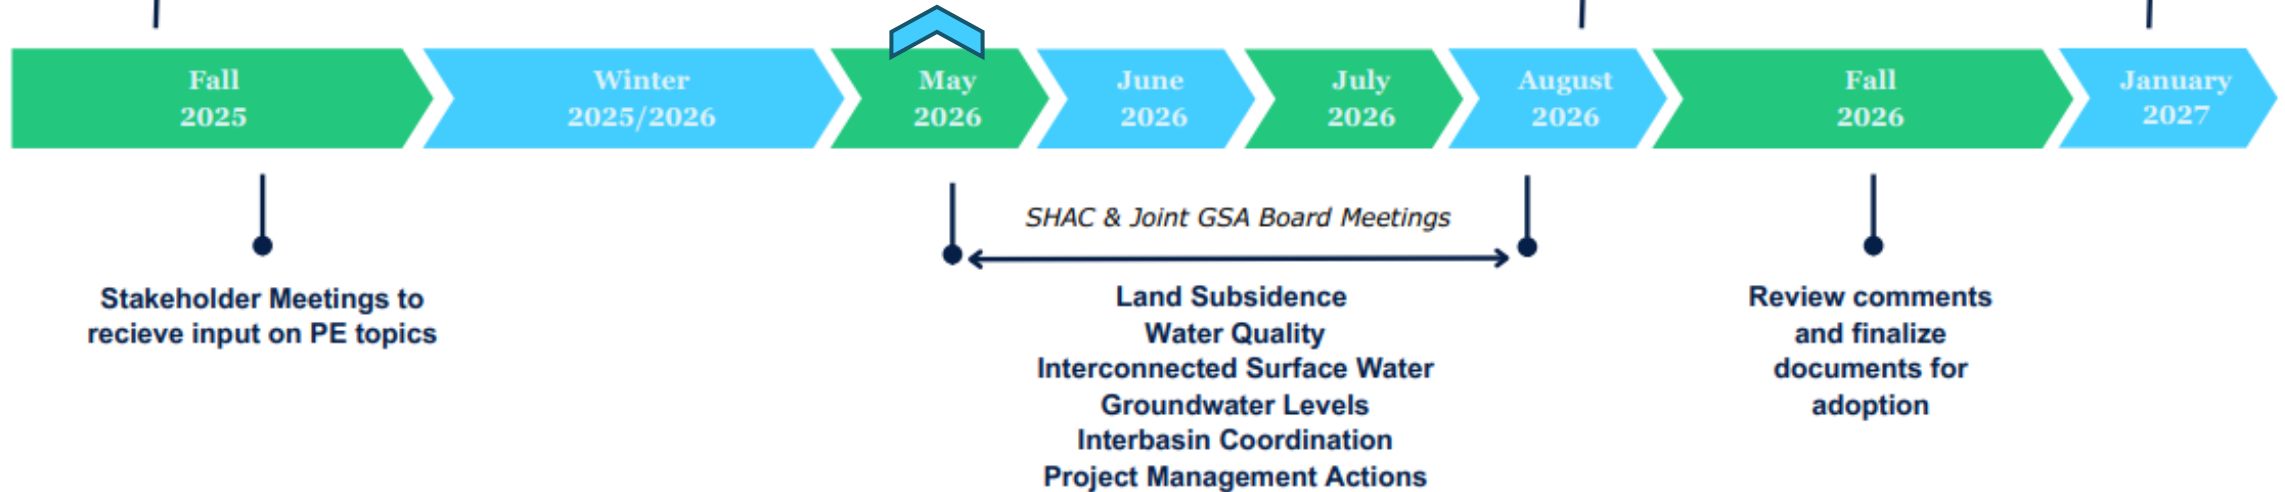 Fall
2025
Winter
2025/2026
May
2026
June
2026
July
2026
August
2026
Fall
2026
January
2027
Stakeholder Meetings to
recieve input on PE topics
SHAC & Joint GSA Board Meetings
Land Subsidence
Water Quality
Interconnected Surface Water
Groundwater Levels
Interbasin Coordination
Project Management Actions
Review comments
and finalize
documents for
adoption